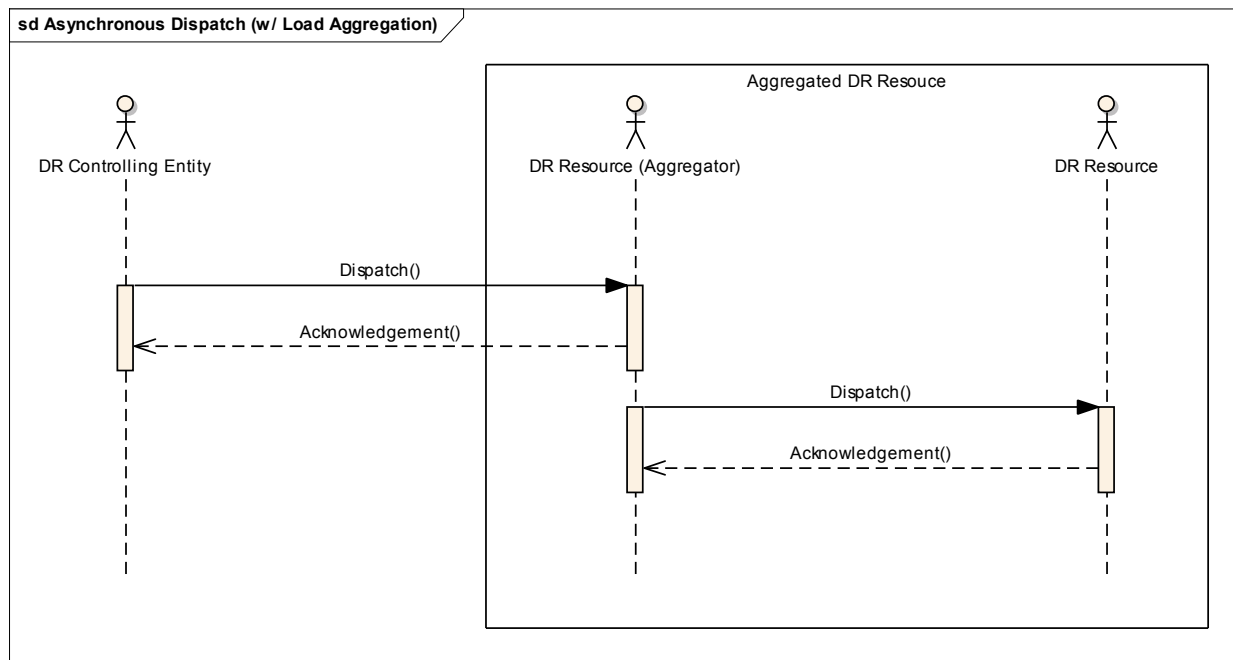 sd Asynchronous Dispatch (w/ Load Aggregation)
Aggregated DR Resouce
DR Controlling Entity
DR Resource (Aggregator)
DR Resource
Dispatch()
Acknowledgement()
Dispatch()
Acknowledgement()